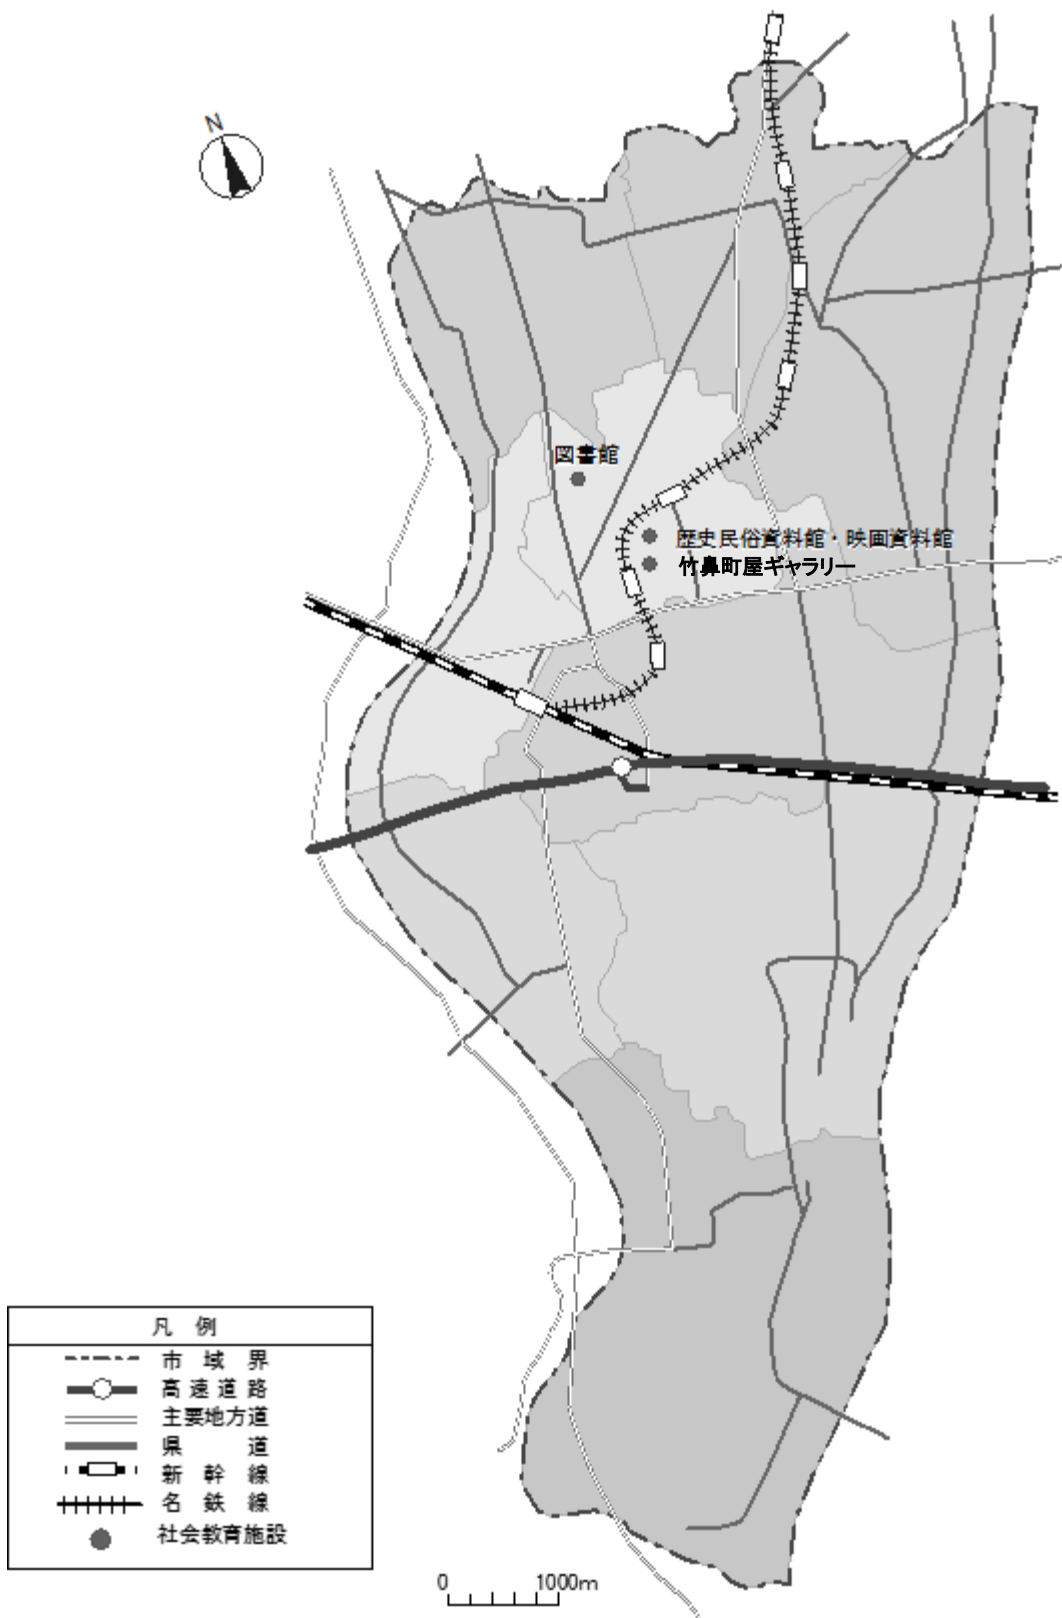 N
図書館
歴史民俗資料館・映画資料館
竹鼻町屋ギャラリー
凡 例
市 域 界
高速道路
主要地方道
県 道
新 幹 線
名 鉄 線
社会教育施設
0 1000m